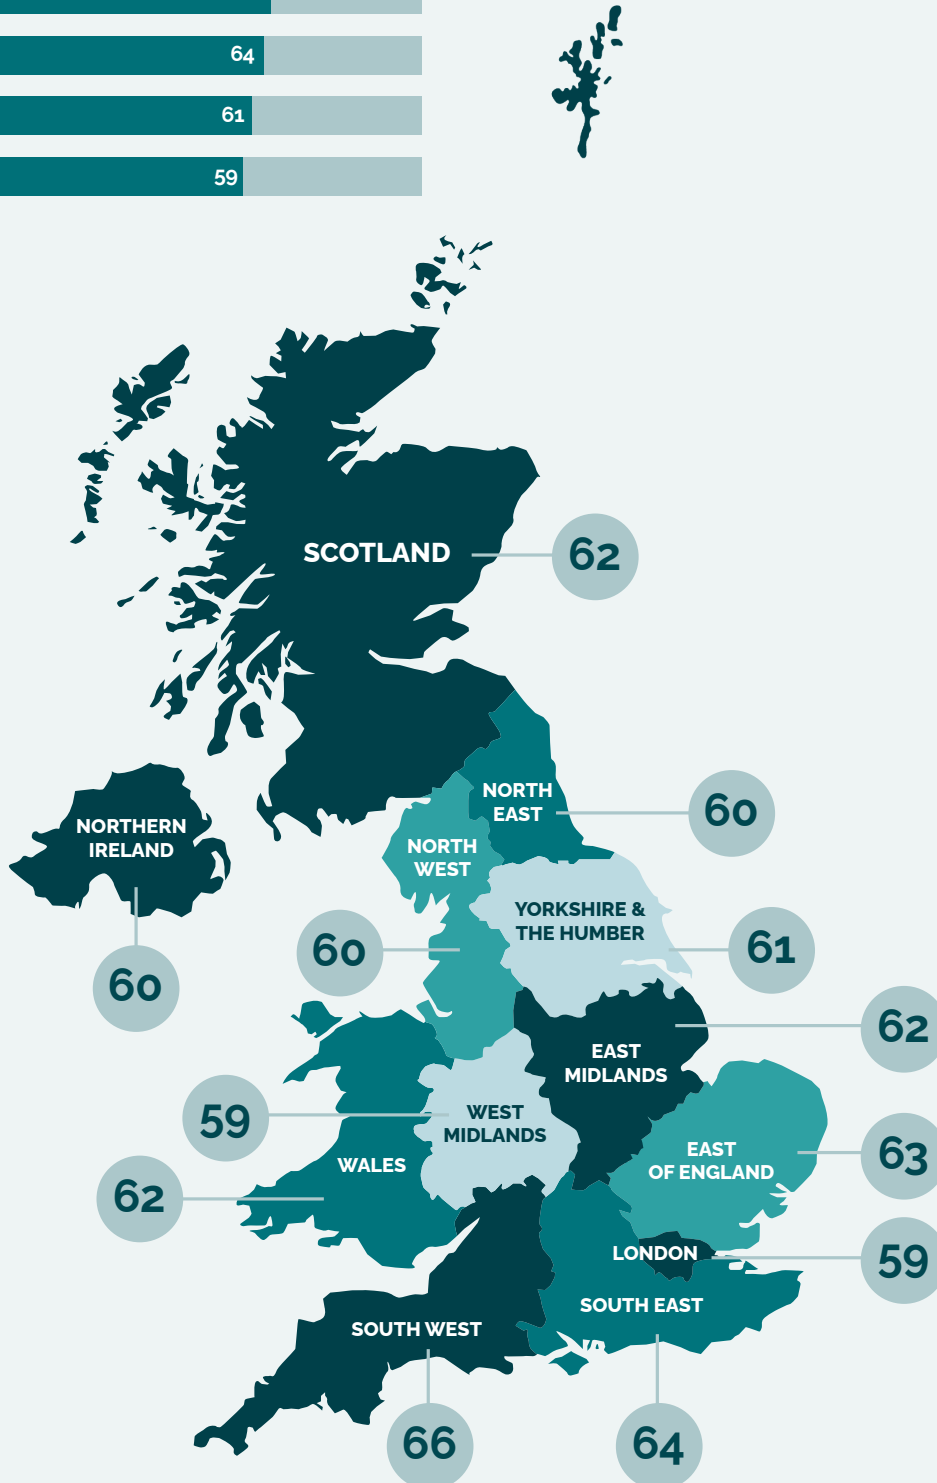 64
61
59
SCOTLAND
62
NORTH
EAST
60
NORTHERN
IRELAND
60
NORTH
WEST
60
YORKSHIRE &
THE HUMBER
61
EAST
MIDLANDS
62
WEST
MIDLANDS
59
EAST
OF ENGLAND
63
WALES
62
LONDON
59
SOUTH EAST
64
SOUTH WEST
66